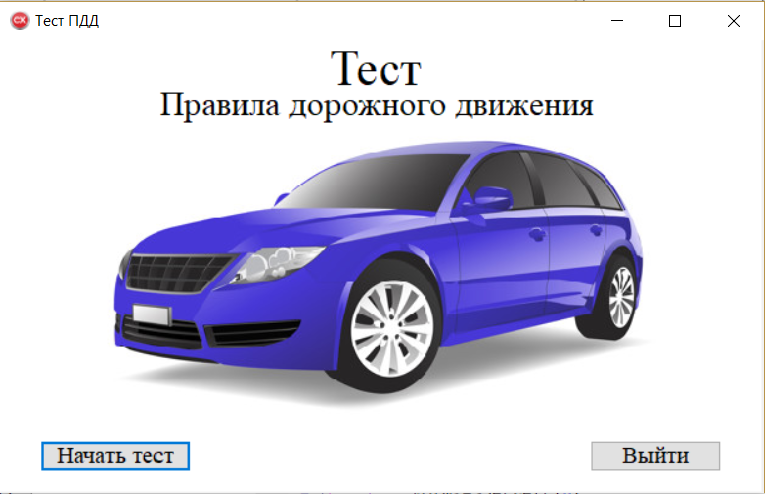 Тест ПДД
Тест
Правила дорожного движения
Начать тест
Выйти